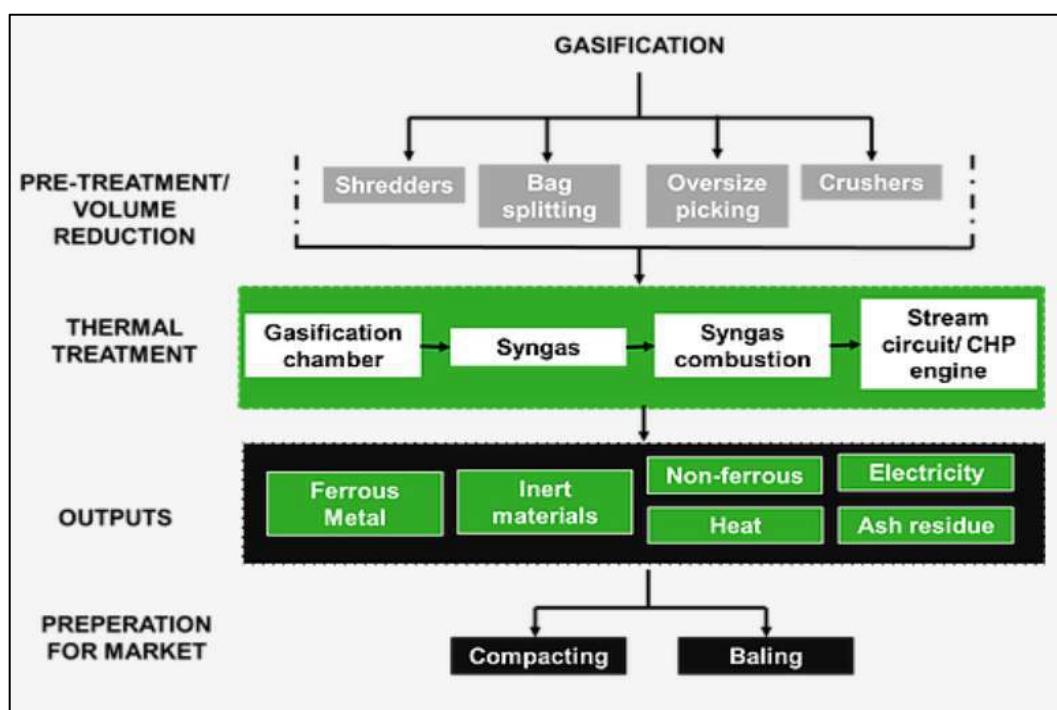 GASIFICATION
PRE-TREATMENT/
VOLUME
REDUCTION
Shredders
Bag
splitting
Oversize
picking
Crushers
THERMAL
TREATMENT
Gasification
chamber
Syngas
Syngas
combustion
Stream
circuit/ CHP
engine
OUTPUTS
Ferrous
Metal
Inert
materials
Non-ferrous
Heat
Electricity
Ash residue
PREPERATION
FOR MARKET
Compacting
Baling